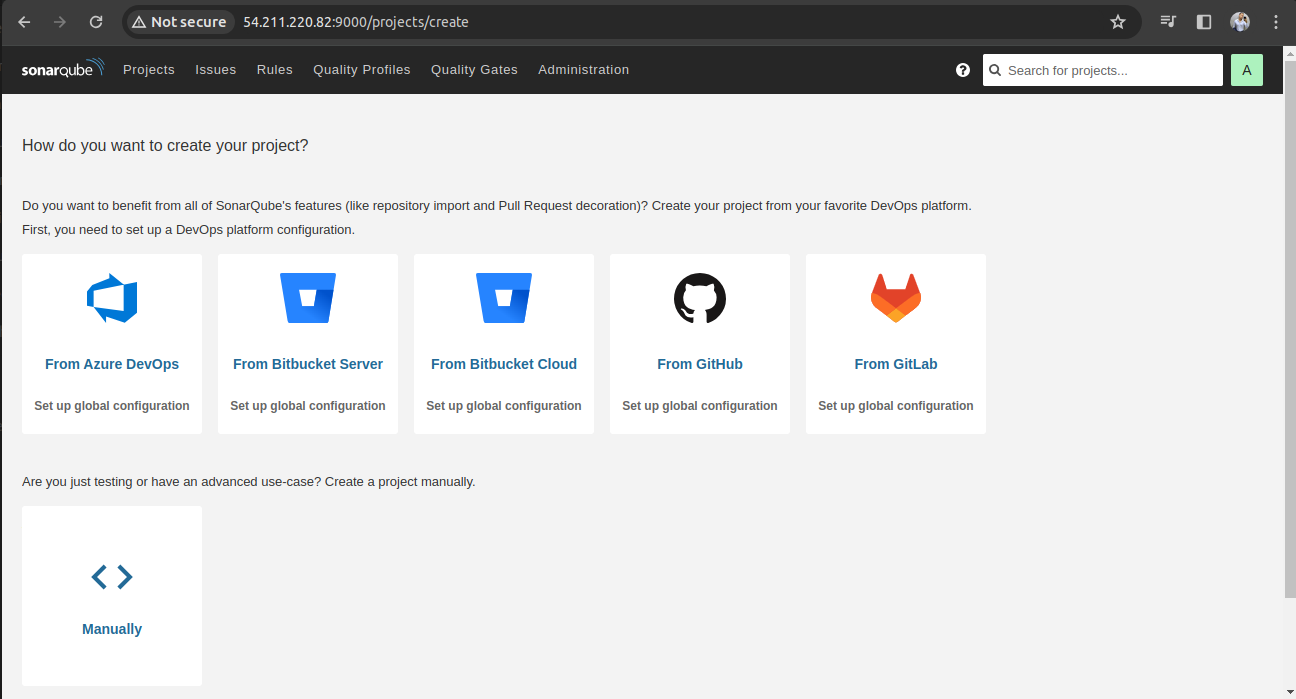 Not secure 54.211.220.82:9000/projects/create
sonarqube Projects Issues Rules Quality Profiles Quality Gates Administration ? Search for projects... A
How do you want to create your project?
Do you want to benefit from all of SonarQube's features (like repository import and Pull Request decoration)? Create your project from your favorite DevOps platform.
First, you need to set up a DevOps platform configuration.
From Azure DevOps From Bitbucket Server From Bitbucket Cloud From GitHub From GitLab
Set up global configuration Set up global configuration Set up global configuration Set up global configuration Set up global configuration
Are you just testing or have an advanced use-case? Create a project manually.
Manually